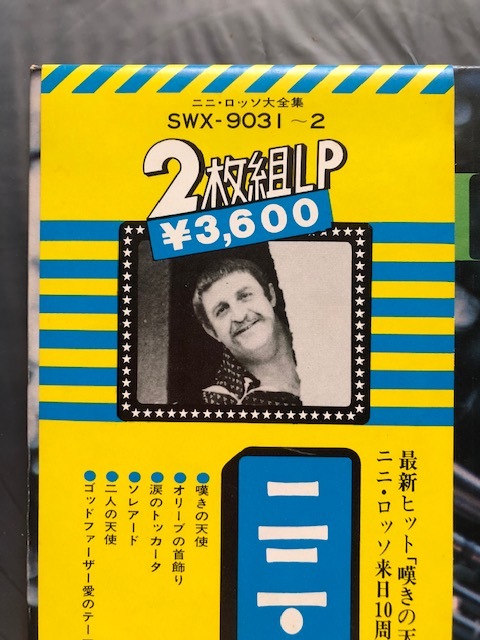 ニニ・ロッソ大全集
SWX-9031～2
2枚組LP
¥3,600
最新ヒット「嘆きの天
ニニ・ロッソ来日10周
ニニ・
●嘆きの天使
●オリーブの首飾り
●涙のトッカータ
●ソレアード
●二人の天使
●ゴッドファーザー愛のテー